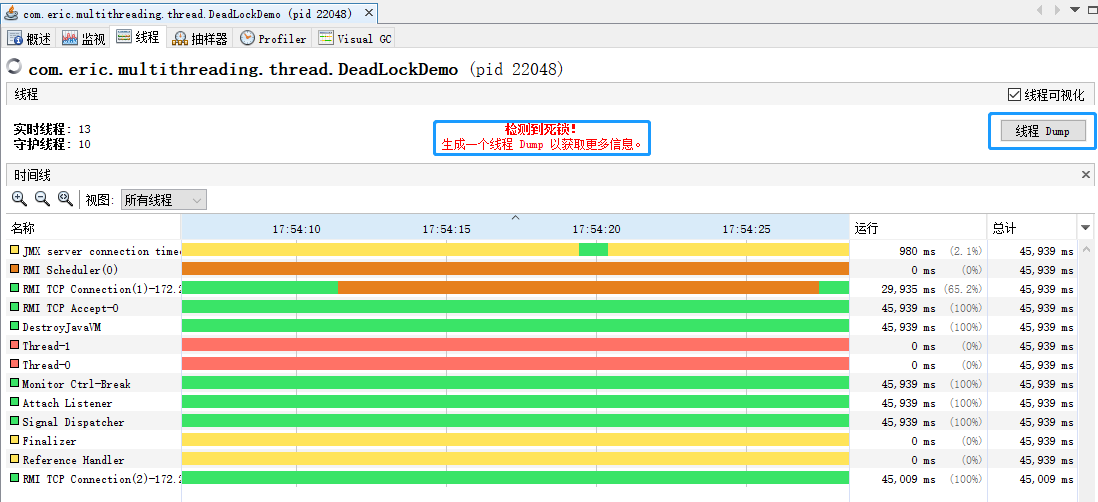 com.eric.multithreading.thread.DeadLockDemo (pid 22048)
概述 监视 线程 抽样器 Profiler Visual GC
com.eric.multithreading.thread.DeadLockDemo (pid 22048)
线程 线程可视化
实时线程: 13
守护线程: 10
检测到死锁!
生成一个线程 Dump 以获取更多信息。
线程 Dump
时间线
视图: 所有线程
名称 17:54:10 17:54:15 17:54:20 17:54:25 运行 总计
JMX server connection time 980 ms (2.1%) 45,939 ms
RMI Scheduler(0) 0 ms (0%) 45,939 ms
RMI TCP Connection(1)-172.2 29,935 ms (65.2%) 45,939 ms
RMI TCP Accept-0 45,939 ms (100%) 45,939 ms
DestroyJavaVM 45,939 ms (100%) 45,939 ms
Thread-1 0 ms (0%) 45,939 ms
Thread-0 0 ms (0%) 45,939 ms
Monitor Ctrl-Break 45,939 ms (100%) 45,939 ms
Attach Listener 45,939 ms (100%) 45,939 ms
Signal Dispatcher 45,939 ms (100%) 45,939 ms
Finalizer 0 ms (0%) 45,939 ms
Reference Handler 0 ms (0%) 45,939 ms
RMI TCP Connection(2)-172.2 45,009 ms (100%) 45,009 ms